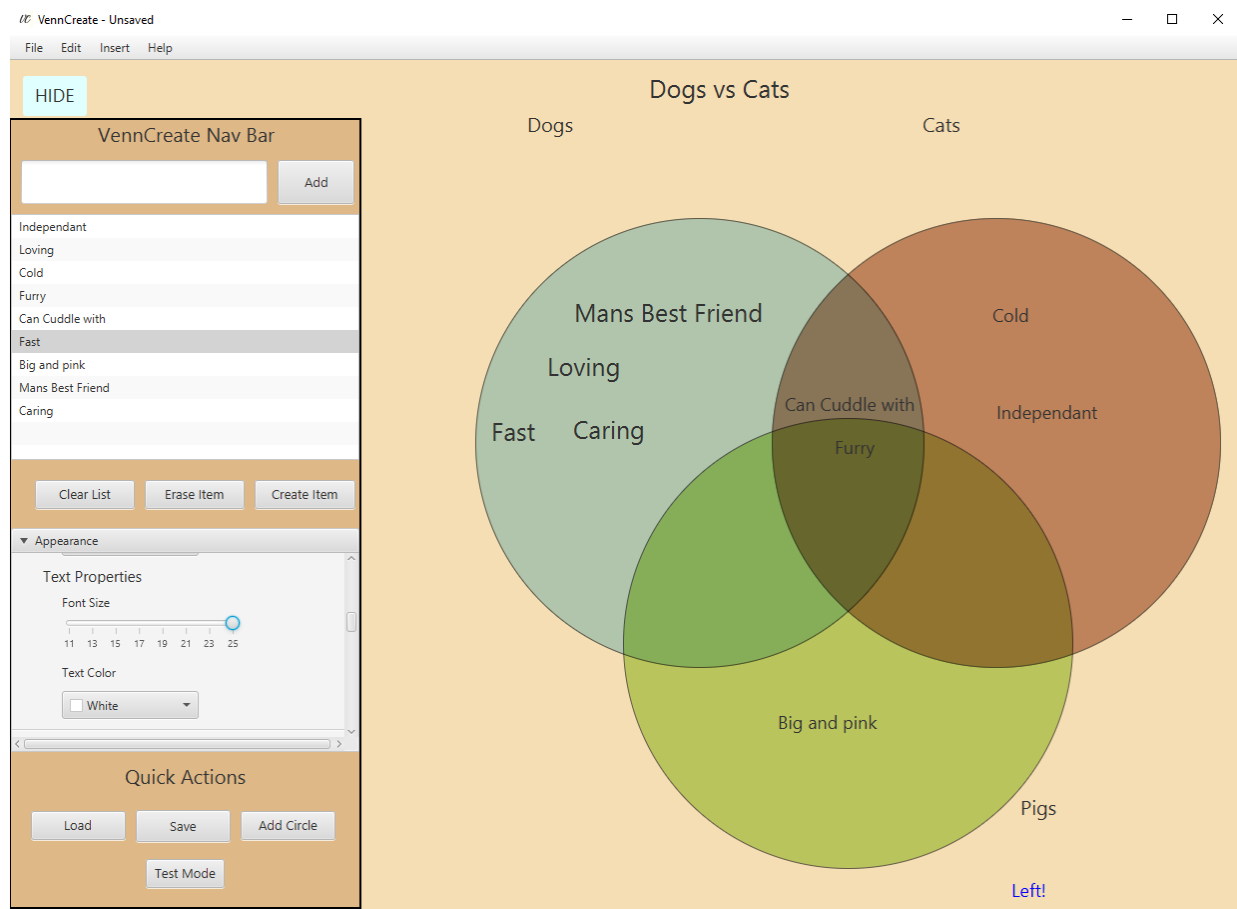 VC VennCreate - Unsaved
File Edit Insert Help
HIDE
VennCreate Nav Bar
Add
Independant
Loving
Cold
Furry
Can Cuddle with
Fast
Big and pink
Mans Best Friend
Caring
Clear List Erase Item Create Item
Appearance
Text Properties
Font Size
11 13 15 17 19 21 23 25
Text Color
White
Quick Actions
Load Save Add Circle
Test Mode
Dogs vs Cats
Dogs Cats
Mans Best Friend
Cold
Loving
Can Cuddle with
Independant
Fast Caring
Furry
Big and pink
Pigs
Left!